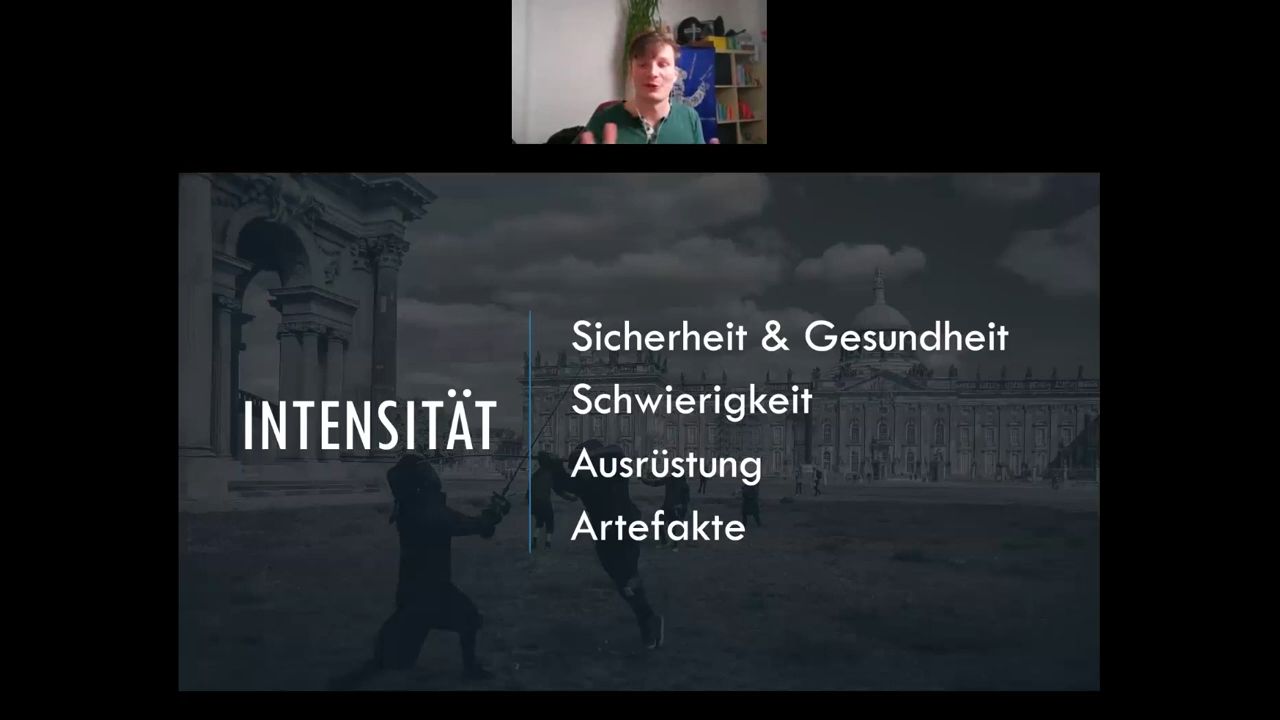 INTENSITÄT
Sicherheit & Gesundheit
Schwierigkeit
Ausrüstung
Artefakte